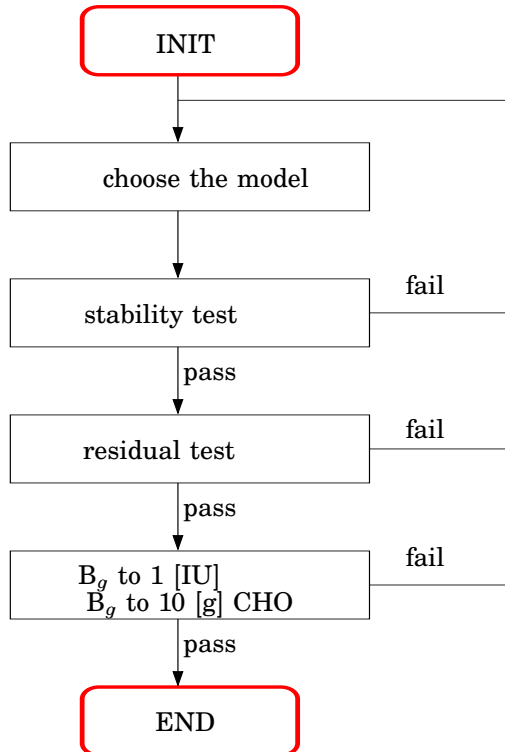 INIT
choose the model
fail
stability test
pass
fail
residual test
pass
fail
B_g to 1 [IU]
B_g to 10 [g] CHO
pass
END